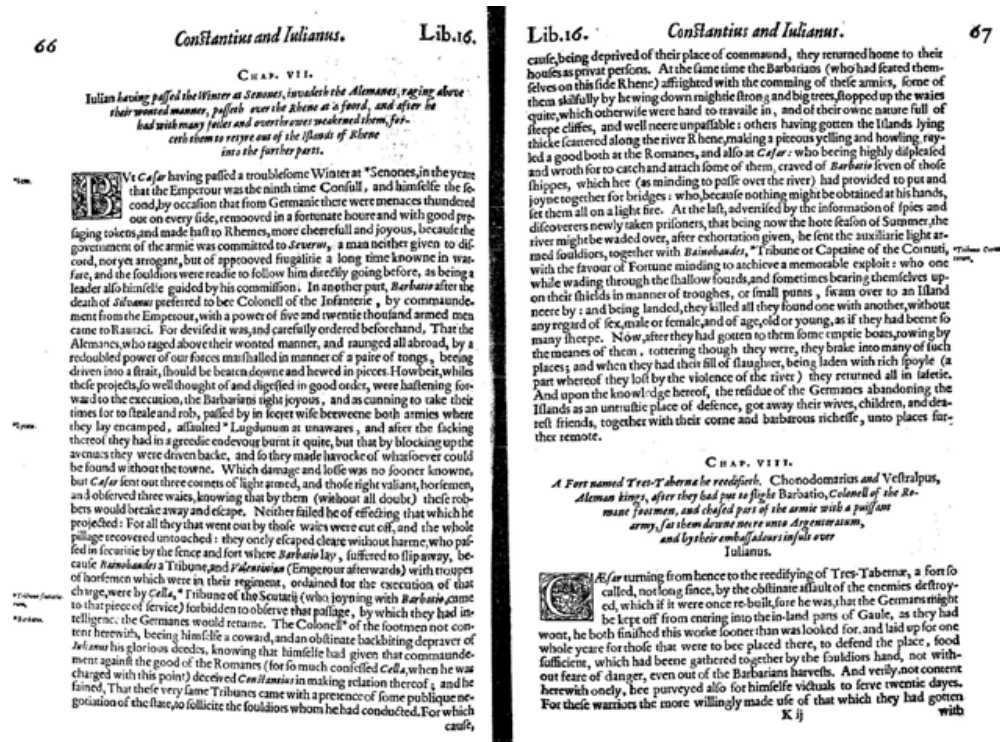 66
Conſtantius and Iulianus.
Lib.16.
CHAP. VII.
Iulian having paſſed the Winter at Senones, invadeth the Alemanes, raging above
their wonted manner, paſſeth over the Rhene at a foord, and after he
had with many foiles and overthrowes weakened them, for-
ceth them to retyre out of the Iſlands of Rhene
into the further parts.
*Sens.
BVt Cæſar having paſſed a troubleſome Winter at *Senones, in the yeare
that the Emperour was the ninth time Conſull, and himſelfe the ſe-
cond, by occaſion that from Germanie there were menaces thundered
out on every ſide, remooved in a fortunate houre and with good pre-
ſaging tokens, and made haſt to Rhemes, more cheerefull and joyous, becauſe the
government of the armie was committed to Severus, a man neither given to diſ-
cord, nor yet arrogant, but of approoved frugalitie a long time knowne in war-
fare, and the ſouldiors were readie to follow him directly going before, as being a
leader alſo himſelfe guided by his commiſſion. In another part, Barbatio after the
death of Silvanus preferred to bee Colonell of the Infanterie, by commaunde-
ment from the Emperour, with a power of five and twentie thouſand armed men
came to Rauraci. For deviſed it was, and carefully ordered beforehand, That the
Alemanes, who raged above their wonted manner, and raunged all abroad, by a
redoubled power of our forces marſhalled in manner of a paire of tongs, beeing
driven into a ſtrait, ſhould be beaten downe and hewed in pieces. Howbeit, whiles
theſe projects, ſo well thought of and digeſted in good order, were haſtening for-
ward to the execution, the Barbarians right joyous, and as cunning to take their
times for to ſteale and rob, paſſed by in ſecret wiſe betweene both armies where
*Lyons.
they lay encamped, aſſaulted *Lugdunum at unawares, and after the ſacking
thereof they had in a greedie endevour burnt it quite, but that by blocking up the
avenues they were driven backe, and ſo they made havocke of whatſoever could
be found without the towne. Which damage and loſſe was no ſooner knowne,
but Cæſar ſent out three cornets of light armed, and thoſe right valiant, horſemen,
and obſerved three waies, knowing that by them (without all doubt) theſe rob-
bers would breake away and eſcape. Neither failed he of effecting that which he
projected: For all they that went out by thoſe waies were cut off, and the whole
pillage recovered untouched: they onely eſcaped cleare without harme, who paſ-
ſed in ſecuritie by the fence and fort where Barbatio lay, ſuffered to ſlip away, be-
cauſe Bainobaudes a Tribune, and Valentinian (Emperour afterwards) with troupes
of horſemen which were in their regiment, ordained for the execution of that
charge, were by Cella, *Tribune of the Scutarij (who joyning with Barbatio, came
to that piece of ſervice) forbidden to obſerve that paſſage, by which they had in-
telligence the Germanes would returne. The Colonell* of the footmen not con-
tent herewith, beeing himſelfe a coward, and an obſtinate backbiting depraver of
Iulianus his glorious deedes, knowing that himſelfe had given that commaunde-
ment againſt the good of the Romanes (for ſo much confeſſed Cella, when he was
charged with this point) deceived Conſtantius in making relation thereof; and he
fained, That theſe very ſame Tribunes came with a pretence of ſome publique ne-
gotiation of the ſtate, to ſollicite the ſouldiors whom he had conducted. For which
cauſe,
Lib.16.
Conſtantius and Iulianus.
67
cauſe, being deprived of their place of commaund, they returned home to their
houſes as privat perſons. At the ſame time the Barbarians (who had ſeated them-
ſelves on this ſide Rhene) affrighted with the comming of theſe armies, ſome of
them skilfully by hewing down mightie ſtrong and big trees, ſtopped up the waies
quite, which otherwiſe were hard to travaile in, and of their owne nature full of
ſteepe cliffes, and well neere unpaſſable: others having gotten the Iſlands lying
thicke ſcattered along the river Rhene, making a piteous yelling and howling, ray-
led a good both at the Romanes, and alſo at Cæſar: who beeing highly diſpleaſed
and wroth for to catch and attach ſome of them, craved of Barbatio ſeven of thoſe
ſhippes, which hee (as minding to paſſe over the river) had provided to put and
joyne together for bridges: who, becauſe nothing might be obtained at his hands,
ſet them all on a light fire. At the laſt, advertiſed by the information of ſpies and
diſcoverers newly taken priſoners, that being now the hote ſeaſon of Summer, the
river might be waded over, after exhortation given, he ſent the auxiliarie light ar-
med ſouldiors, together with Bainobaudes, *Tribune or Captaine of the Cornuti,
with the favour of Fortune minding to atchieve a memorable exploit: who one
while wading through the ſhallow fourds, and ſometimes bearing themſelves up-
on their ſhields in manner of troughes, or ſmall punts, ſwam over to an Iſland
neere by: and being landed, they killed all they found one with another, without
any regard of ſex, male or female, and of age, old or young, as if they had beene ſo
many ſheepe. Now, after they had gotten to them ſome emptie boats, rowing by
the meanes of them, tottering though they were, they brake into many of ſuch
places; and when they had their fill of ſlaughter, being laden with rich ſpoyle (a
part whereof they loſt by the violence of the river) they returned all in ſafetie.
And upon the knowledge hereof, the reſidue of the Germanes abandoning the
Iſlands as an untruſtie place of defence, got away their wives, children, and dea-
reſt friends, together with their corne and barbarous richeſſe, unto places fur-
ther remote.
CHAP. VIII.
A Fort named Tres-Tabernæ he reedifieth. Chonodomarius and Veſtralpus,
Aleman kings, after they had put to flight Barbatio, Colonell of the Ro-
mane footmen, and chaſed part of the armie with a puiſſant
army, ſat them downe neere unto Argentoratum,
and by their embaſſadours inſult over
Iulianus.
CÆſar turning from hence to the reedifying of Tres-Tabernæ, a fort ſo
called, not long ſince, by the obſtinate aſſault of the enemies deſtroy-
ed, which if it were once re-built, ſure he was, that the Germans might
be kept off from entring into the in-land parts of Gaule, as they had
wont, he both finiſhed this worke ſooner than was looked for, and laid up for one
whole yeare for thoſe that were to bee placed there, to defend the place, food
ſufficient, which had beene gathered together by the ſouldiors hand, not with-
out feare of danger, even out of the Barbarians harveſts. And verily, not content
herewith onely, hee purveyed alſo for himſelfe victuals to ſerve twentie dayes.
For theſe warriors the more willingly made uſe of that which they had gotten
K ij
with